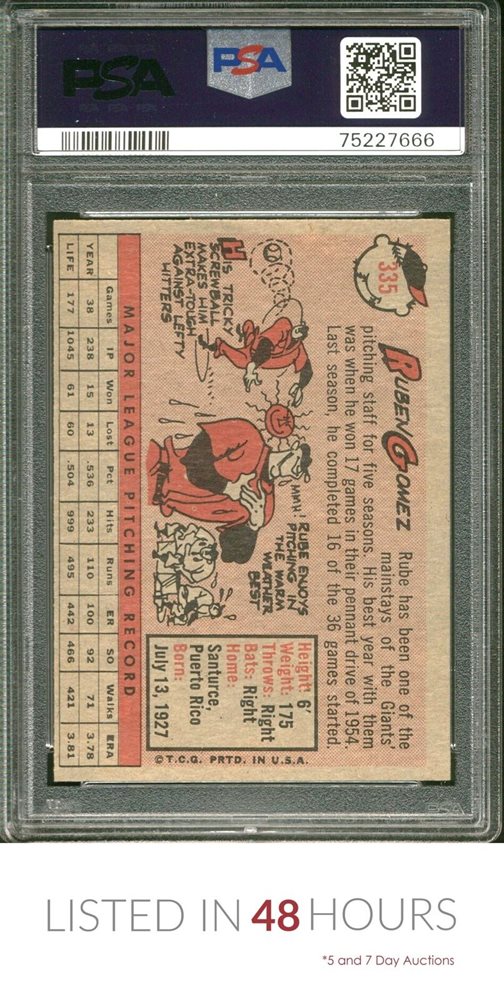 PSA
PSA
75227666
335
RUBEN GOMEZ
Rube has been one of the
mainstays of the Giants'
pitching staff for five seasons. His best year with them
was when he won 17 games in their pennant drive of 1954.
Last season, he completed 16 of the 36 games started.
HIS TRICKY
SCREWBALL
MAKES HIM
EXTRA-TOUGH
AGAINST LEFTY
HITTERS
AHHH!
RUBE ENJOYS
PITCHING IN
THE WARM
WEATHER
BEST
Height: 6'
Weight: 175
Throws: Right
Bats: Right
Home:
Santurce,
Puerto Rico
Born:
July 13, 1927
©T.C.G. PRTD. IN U.S.A.
MAJOR LEAGUE PITCHING RECORD
Games IP Won Lost Pct Hits Runs ER SO Walks ERA
YEAR 38 238 15 13 .536 233 110 100 92 71 3.78
LIFE 177 1045 61 60 .504 999 495 442 466 421 3.81
PSA
LISTED IN 48 HOURS
*5 and 7 Day Auctions